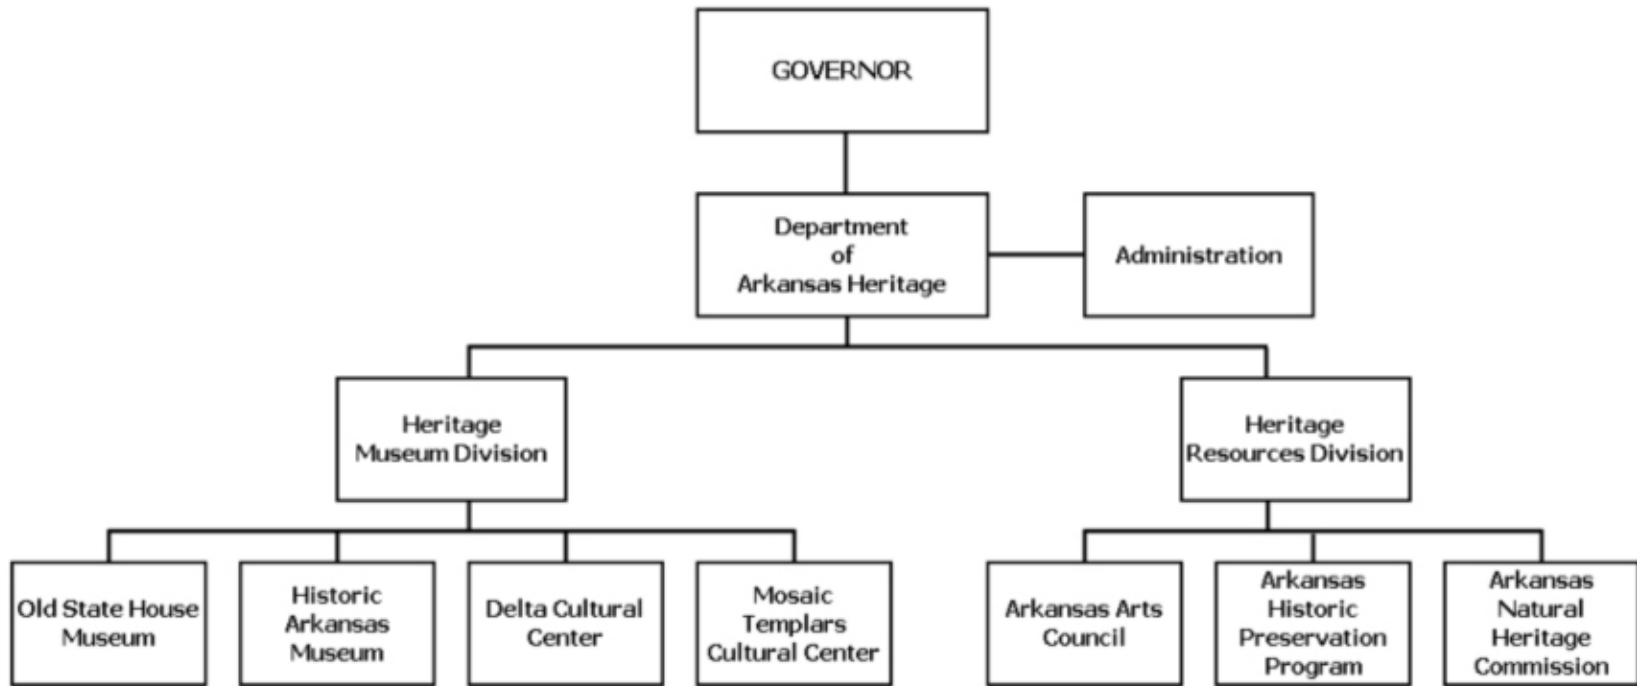 GOVERNOR
Department
of
Arkansas Heritage
Administration
Heritage
Museum Division
Heritage
Resources Division
Old State House
Museum
Historic
Arkansas
Museum
Delta Cultural
Center
Mosaic
Templars
Cultural Center
Arkansas Arts
Council
Arkansas
Historic
Preservation
Program
Arkansas
Natural
Heritage
Commission